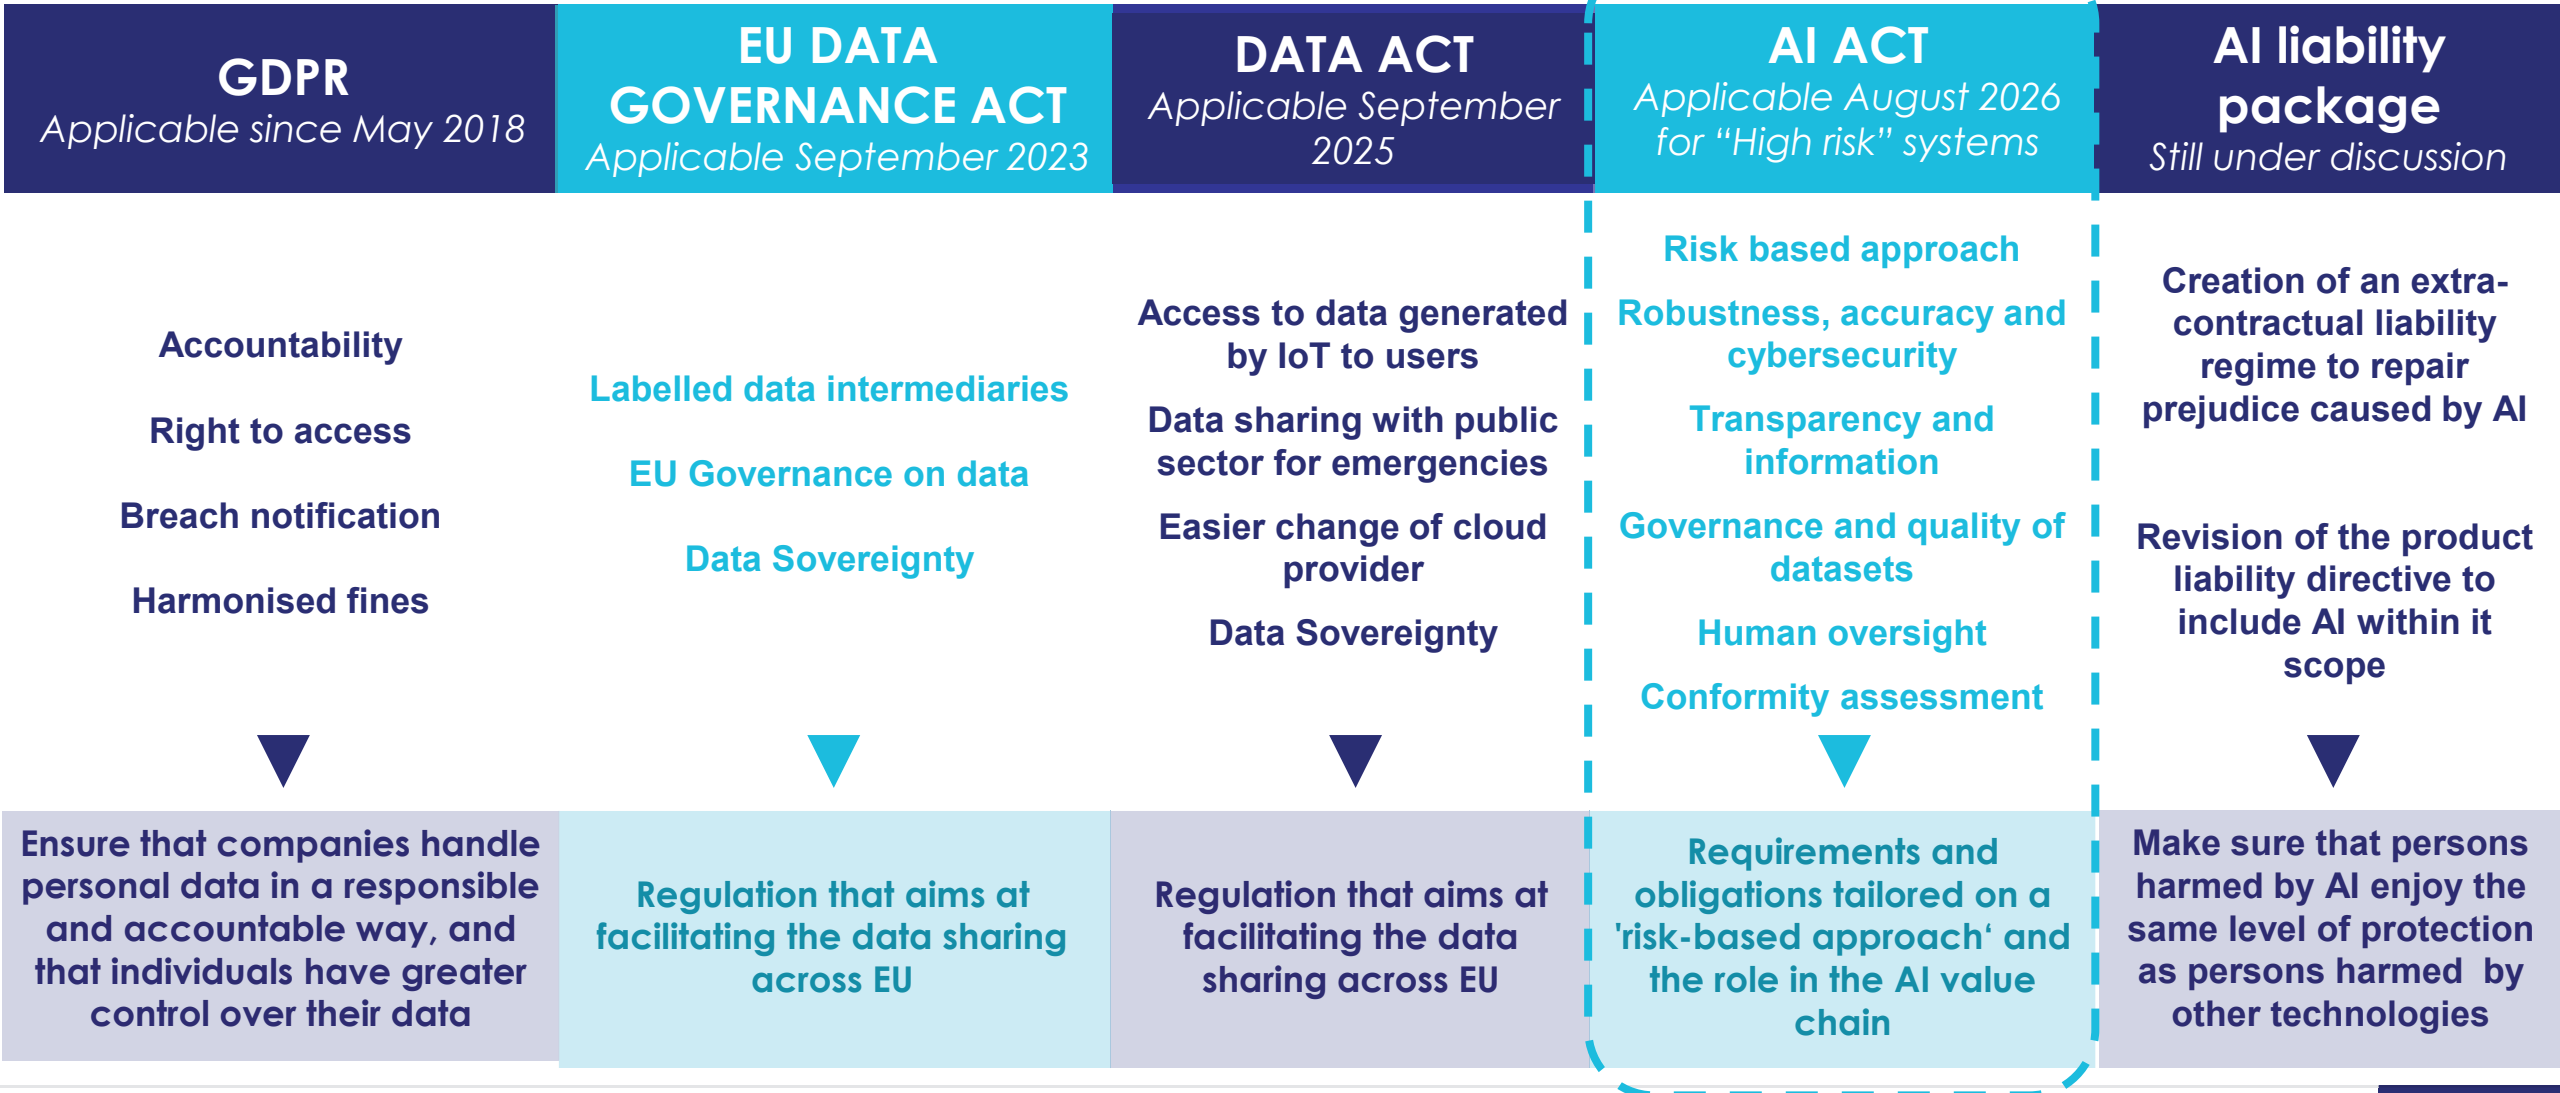 GDPR
Applicable since May 2018
EU DATA
GOVERNANCE ACT
Applicable September 2023
DATA ACT
Applicable September
2025
AI ACT
Applicable August 2026
for “High risk” systems
AI liability
package
Still under discussion
Accountability
Right to access
Breach notification
Harmonised fines
Labelled data intermediaries
EU Governance on data
Data Sovereignty
Access to data generated
by IoT to users
Data sharing with public
sector for emergencies
Easier change of cloud
provider
Data Sovereignty
Risk based approach
Robustness, accuracy and
cybersecurity
Transparency and
information
Governance and quality of
datasets
Human oversight
Conformity assessment
Creation of an extra-
contractual liability
regime to repair
prejudice caused by AI
Revision of the product
liability directive to
include AI within it
scope
Ensure that companies handle
personal data in a responsible
and accountable way, and
that individuals have greater
control over their data
Regulation that aims at
facilitating the data sharing
across EU
Regulation that aims at
facilitating the data
sharing across EU
Requirements and
obligations tailored on a
'risk-based approach‘ and
the role in the AI value
chain
Make sure that persons
harmed by AI enjoy the
same level of protection
as persons harmed  by
other technologies